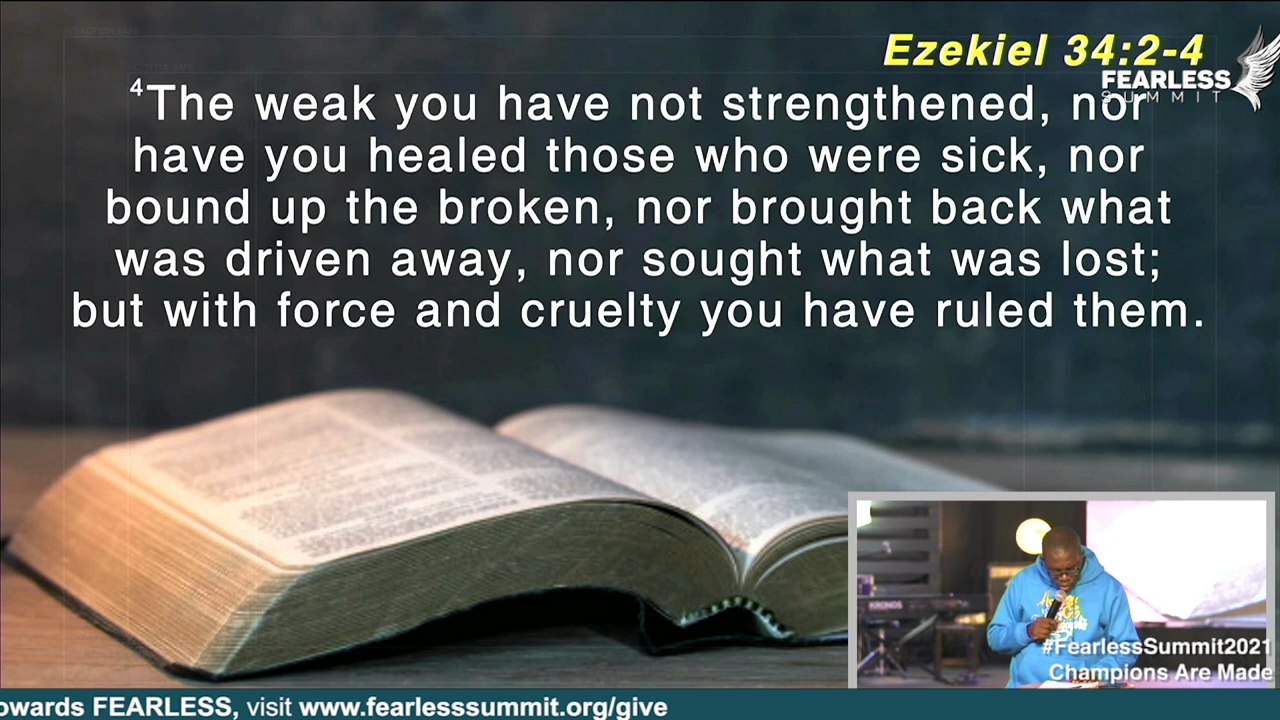 Ezekiel 34:2-4
FEARLESS
SUMMIT
4The weak you have not strengthened, nor
have you healed those who were sick, nor
bound up the broken, nor brought back what
was driven away, nor sought what was lost;
but with force and cruelty you have ruled them.
KRONOS
#FearlessSummit2021
Champions Are Made
owards FEARLESS, visit www.fearlesssummit.org/give